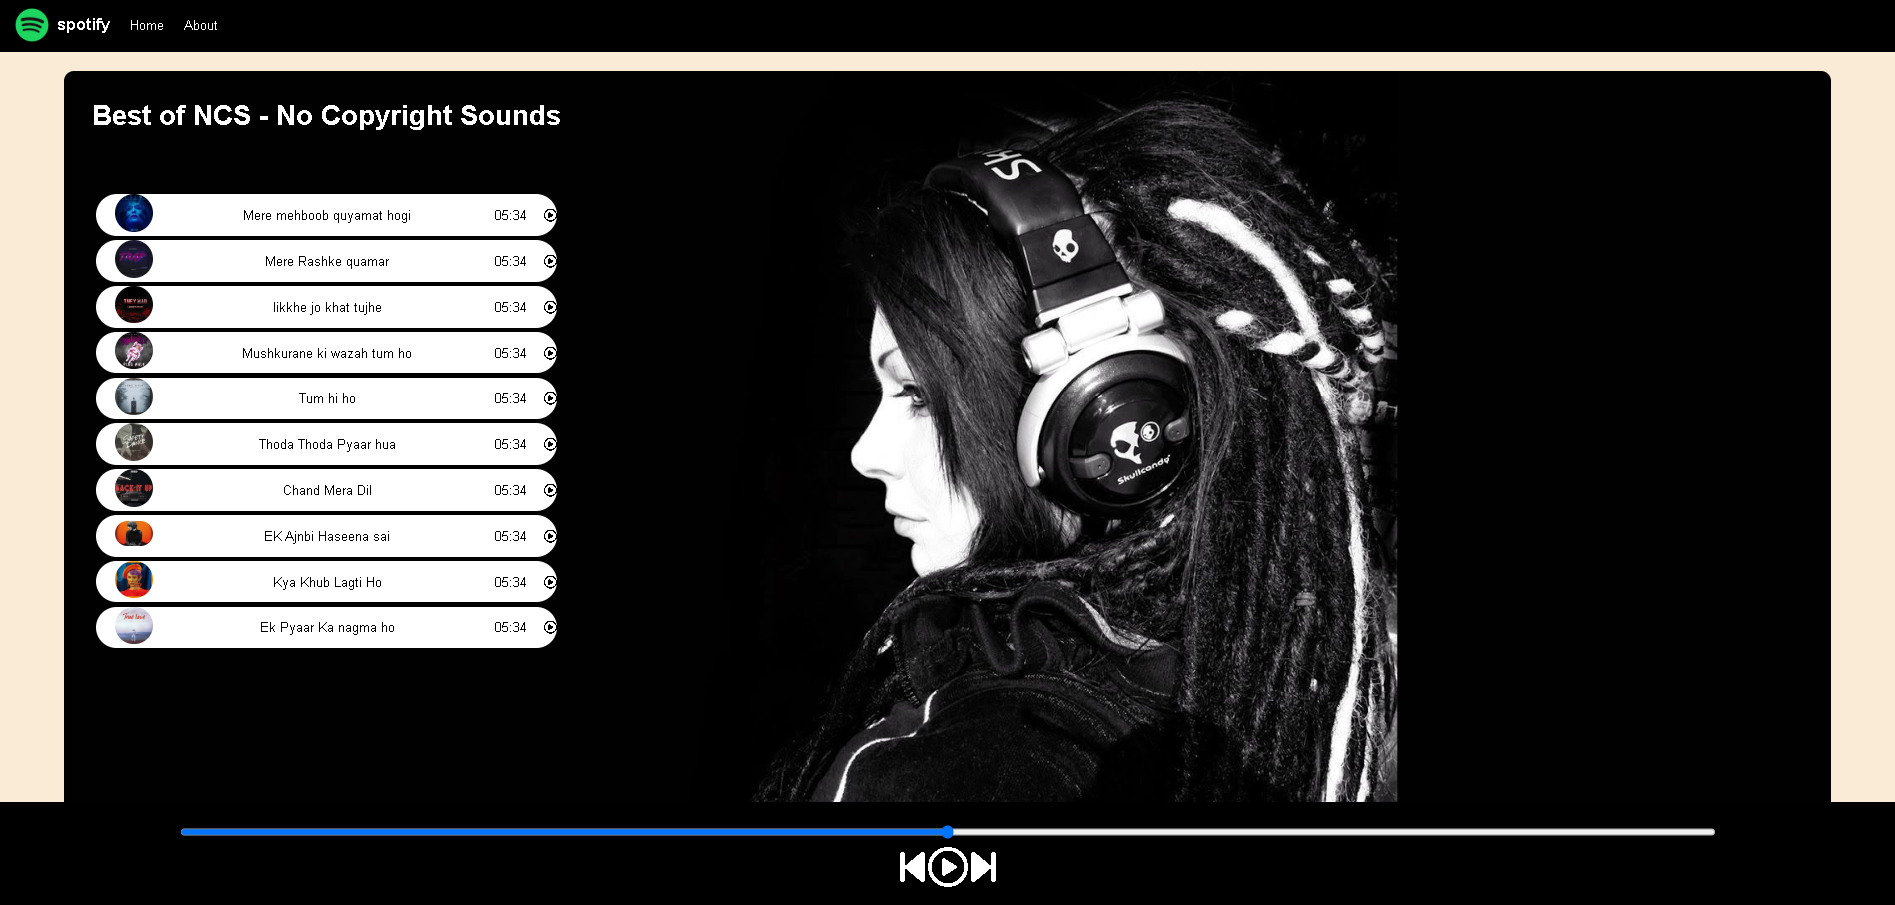 spotify Home About
Best of NCS - No Copyright Sounds
Mere mehboob quyamat hogi 05:34
Mere Rashke quamar 05:34
likkhe jo khat tujhe 05:34
Mushkurane ki wazah tum ho 05:34
Tum hi ho 05:34
Thoda Thoda Pyaar hua 05:34
Chand Mera Dil 05:34
EK Ajnbi Haseena sai 05:34
Kya Khub Lagti Ho 05:34
Ek Pyaar Ka nagma ho 05:34
Skullcandy